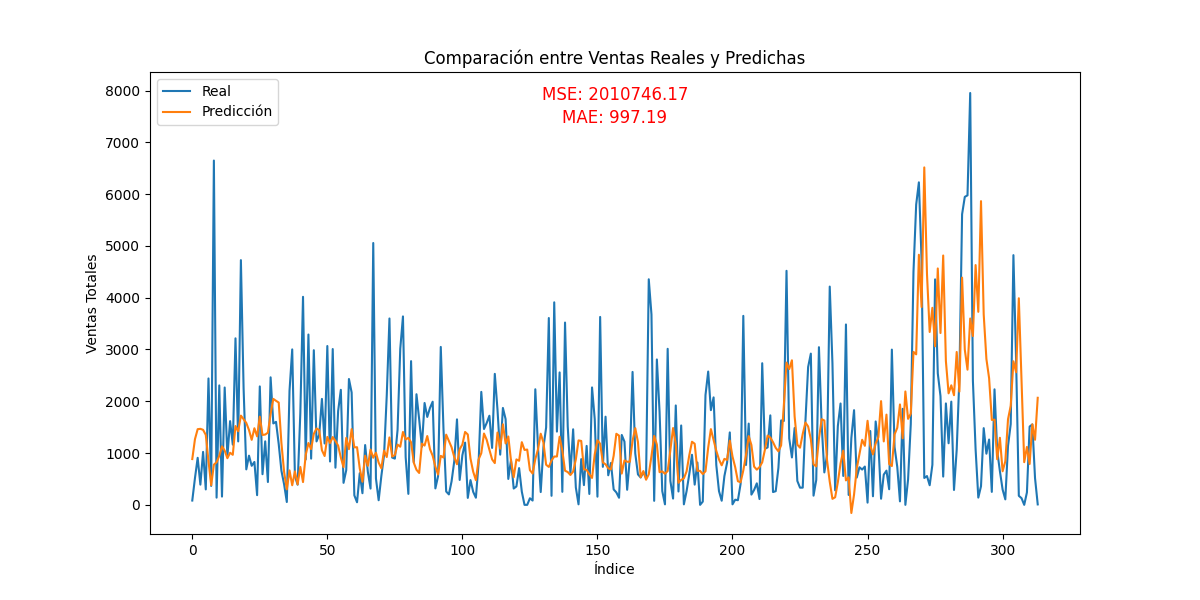 Comparación entre Ventas Reales y Predichas
Real
Predicción
MSE: 2010746.17
MAE: 997.19
Ventas Totales
8000
7000
6000
5000
4000
3000
2000
1000
0
0 50 100 150 200 250 300
Índice